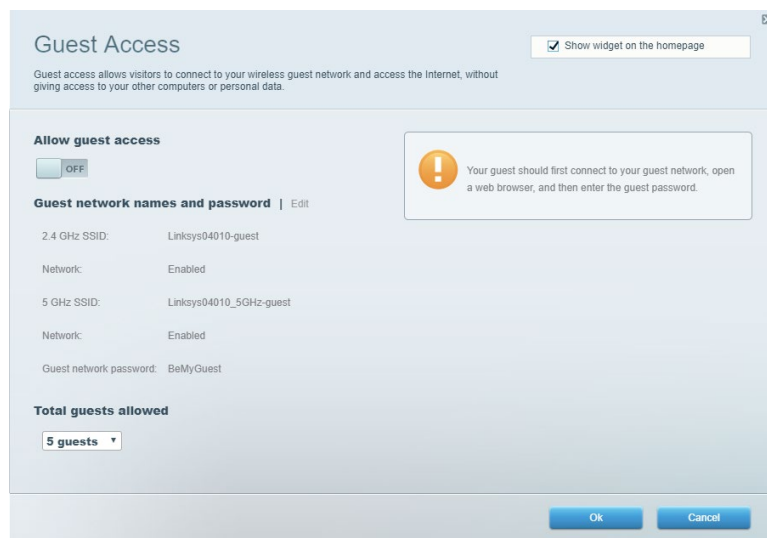 Guest Access
Show widget on the homepage
Guest access allows visitors to connect to your wireless guest network and access the Internet, without
giving access to your other computers or personal data.
Allow guest access
OFF
Your guest should first connect to your guest network, open
a web browser, and then enter the guest password.
Guest network names and password | Edit
2.4 GHz SSID: Linksys04010-guest
Network: Enabled
5 GHz SSID: Linksys04010_5GHz-guest
Network: Enabled
Guest network password: BeMyGuest
Total guests allowed
5 guests
Ok Cancel